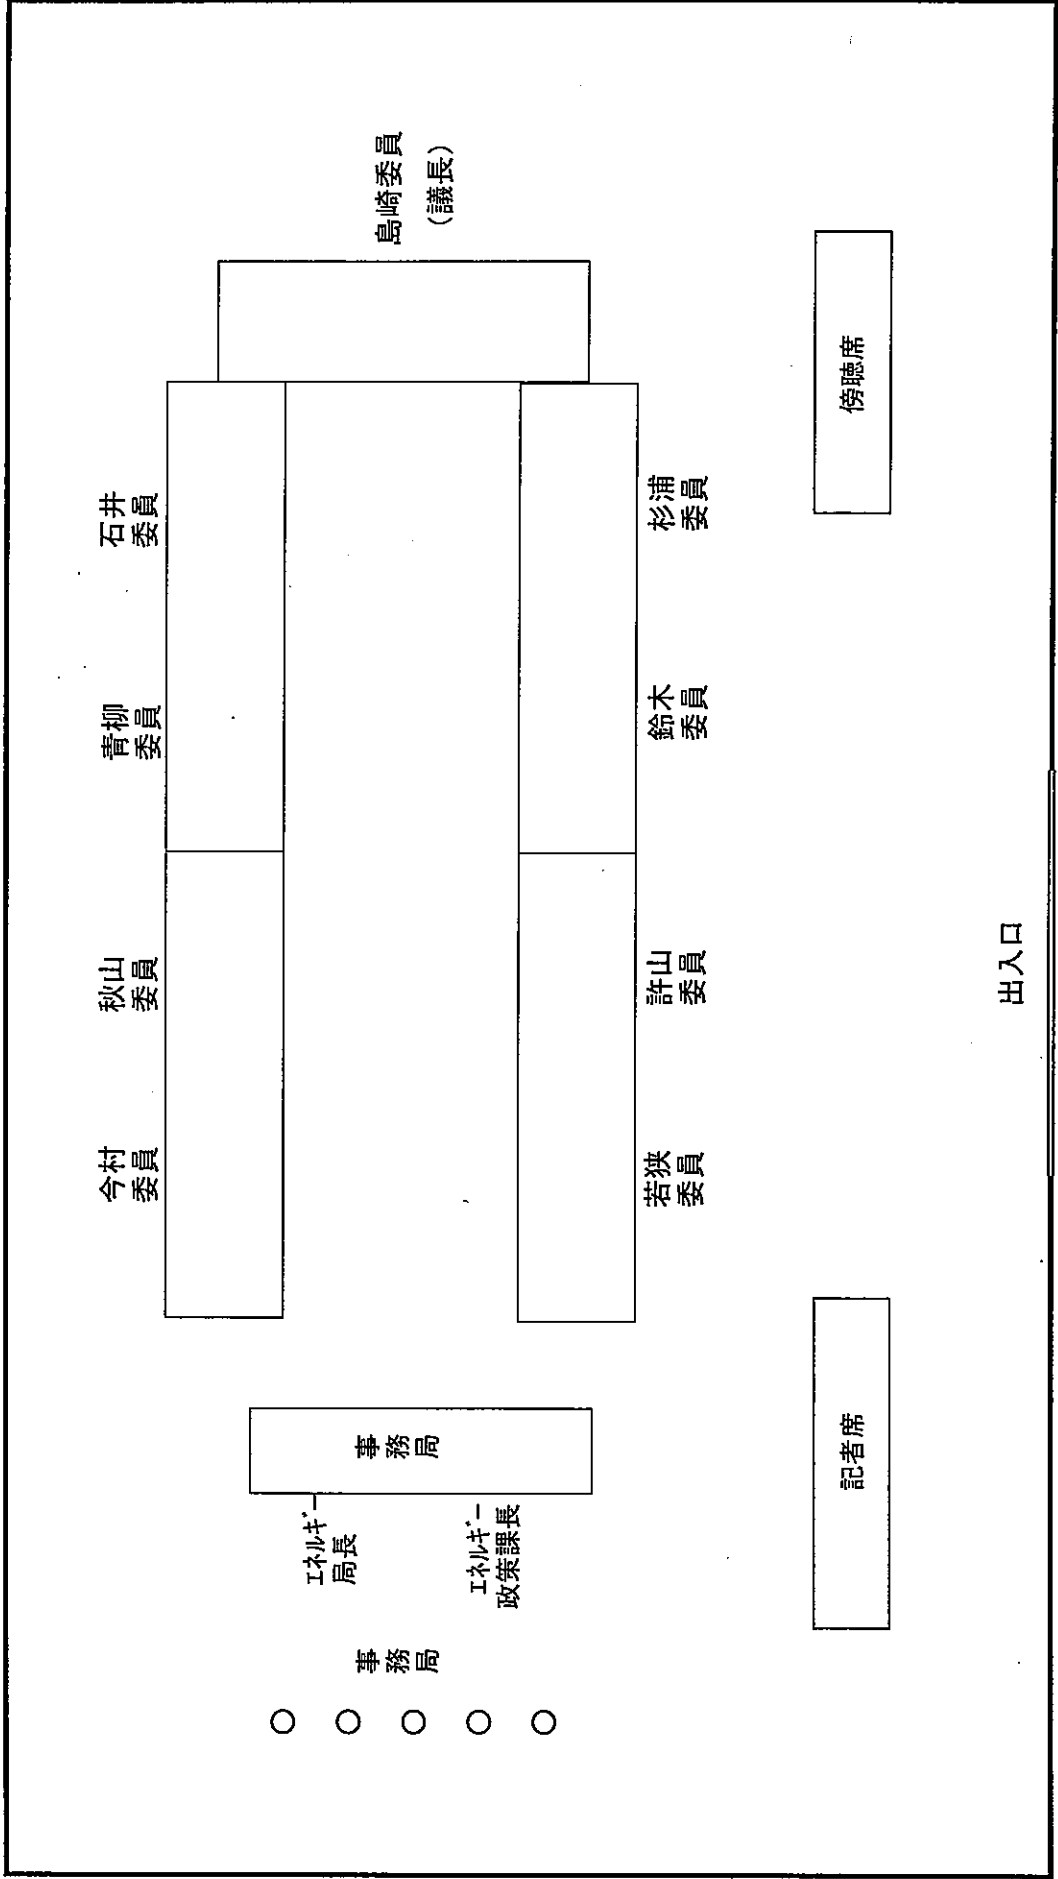 今村
委員
秋山
委員
青柳
委員
石井
委員
事務局
エネルギー
局長
事務局
エネルギー
政策課長
島崎委員
（議長）
若狭
委員
許山
委員
鈴木
委員
杉浦
委員
記者席
傍聴席
出入口